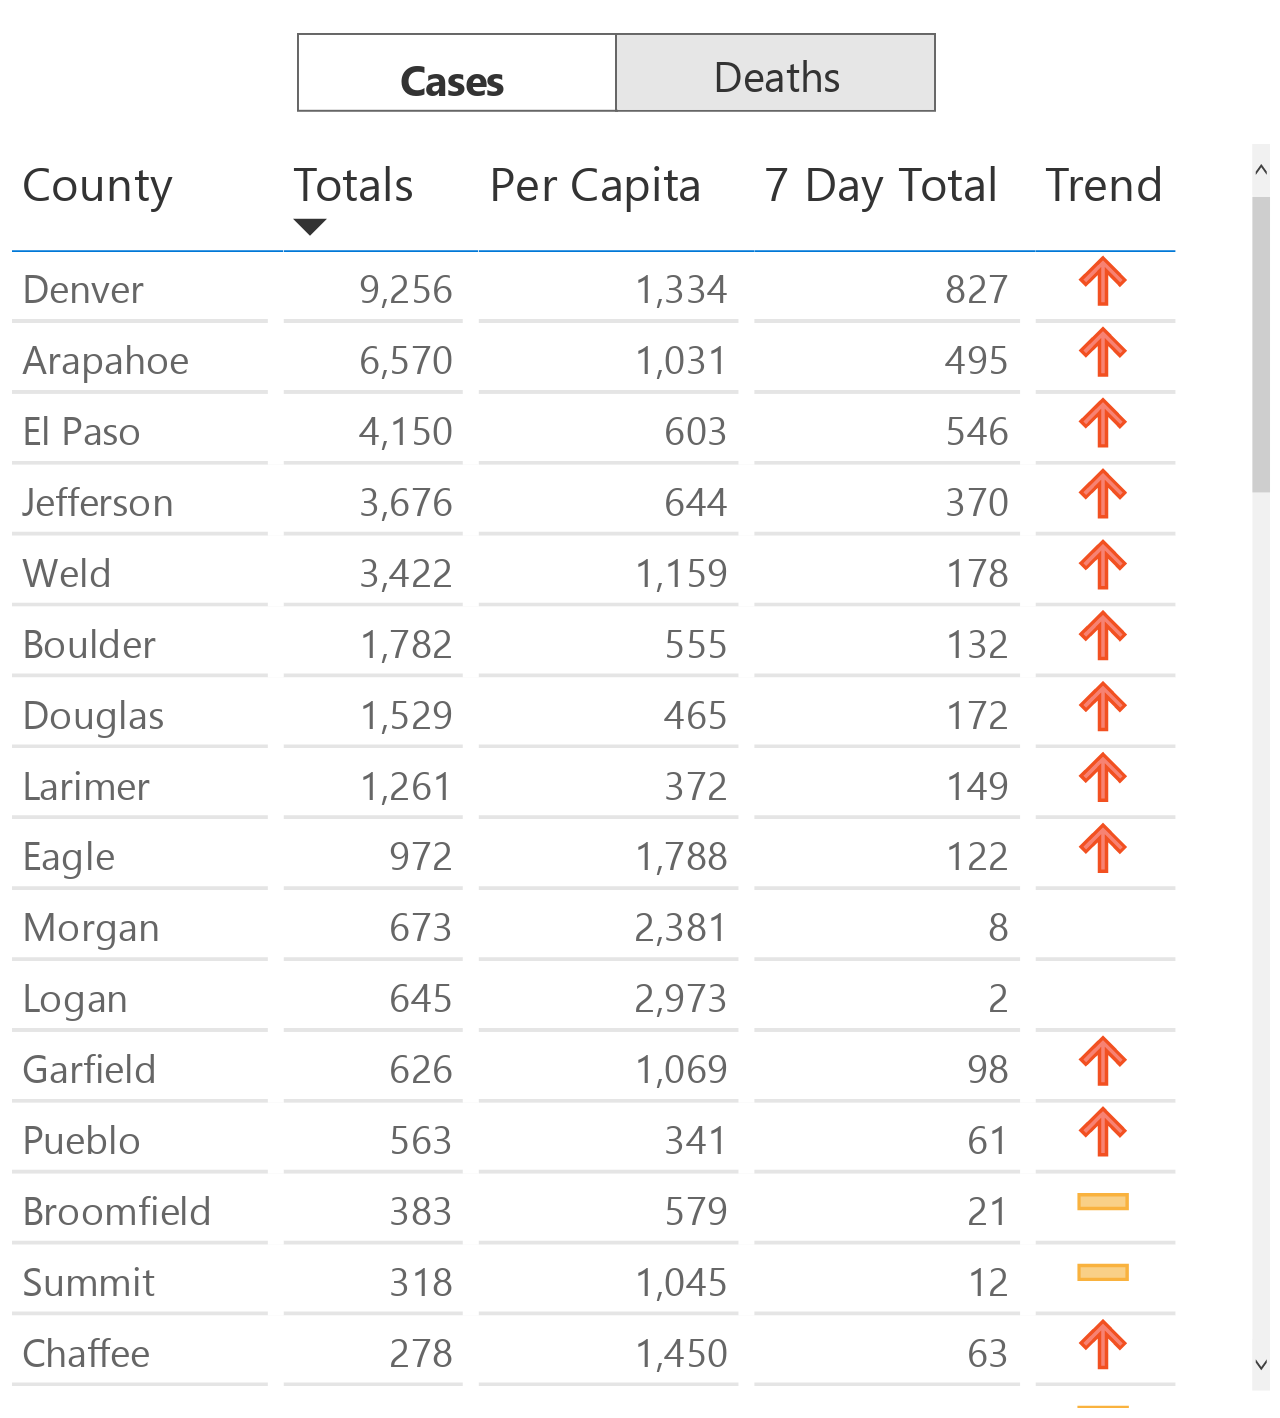 Cases Deaths
County Totals Per Capita 7 Day Total Trend
Denver 9,256 1,334 827
Arapahoe 6,570 1,031 495
El Paso 4,150 603 546
Jefferson 3,676 644 370
Weld 3,422 1,159 178
Boulder 1,782 555 132
Douglas 1,529 465 172
Larimer 1,261 372 149
Eagle 972 1,788 122
Morgan 673 2,381 8
Logan 645 2,973 2
Garfield 626 1,069 98
Pueblo 563 341 61
Broomfield 383 579 21
Summit 318 1,045 12
Chaffee 278 1,450 63